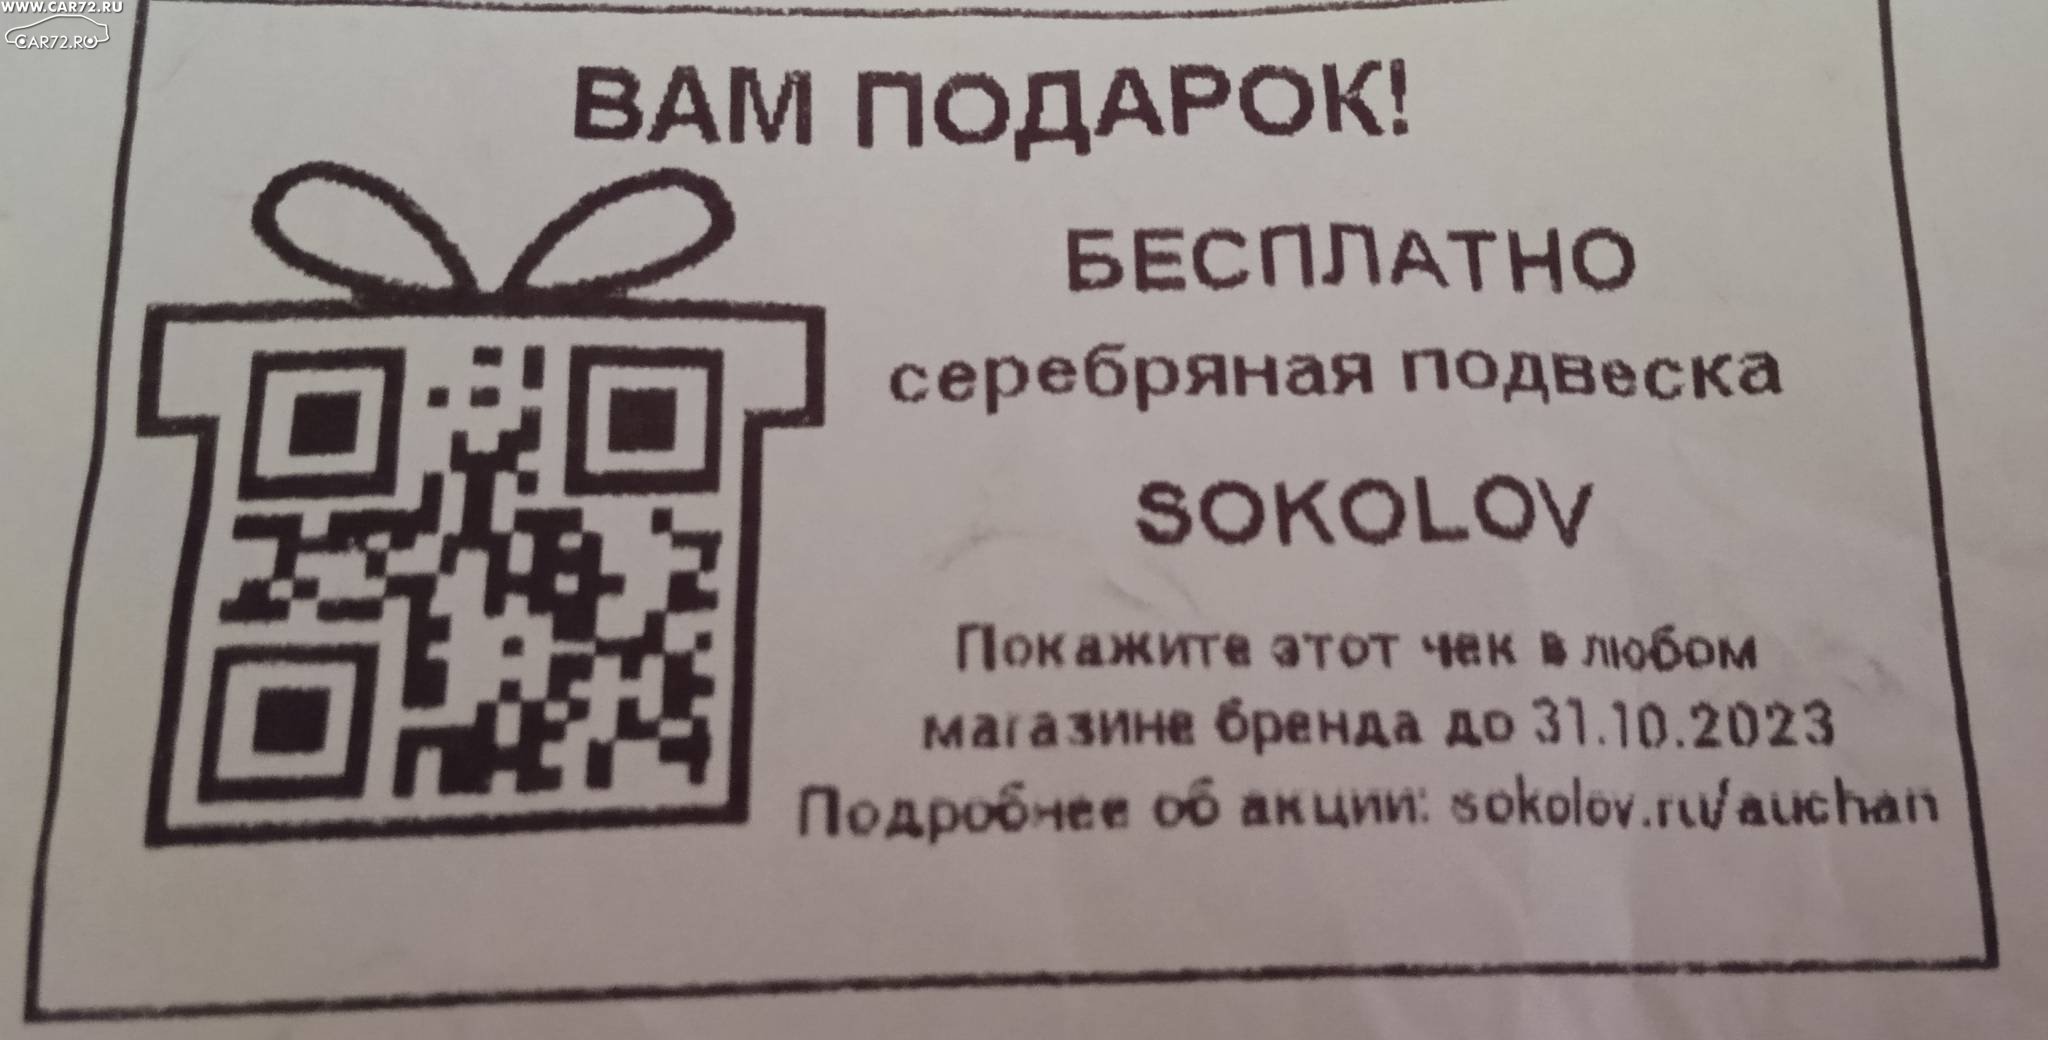 WWW.CAR72.RU
CAR72.RU
ВАМ ПОДАРОК!
БЕСПЛАТНО
серебряная подвеска
SOKOLOV
Покажите этот чек в любом
магазине бренда до 31.10.2023
Подробнее об акции: sokolov.ru/auchan